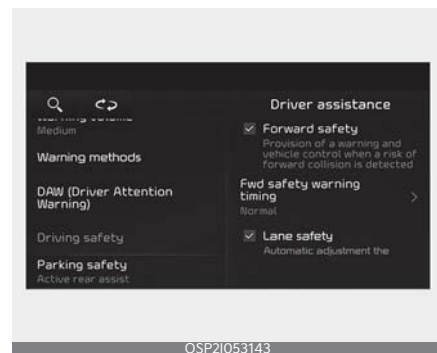 Driver assistance
Medium
Warning methods
DAW (Driver Attention
Warning)
Driving safety
Parking safety
Active rear assist
Forward safety
Provision of a warning and
vehicle control when a risk of
forward collision is detected
Fwd safety warning
timing
Normal
Lane safety
Automatic adjustment the
OSP2I053143